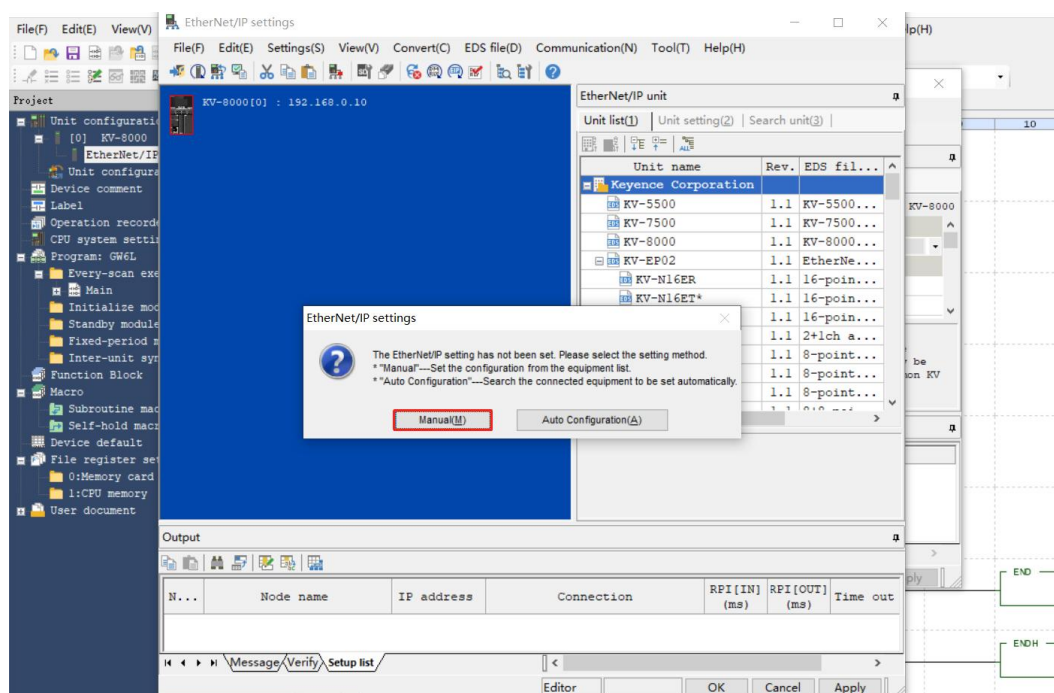 File(F) Edit(E) View(V)
EtherNet/IP settings
lp(H)
File(F) Edit(E) Settings(S) View(V) Convert(C) EDS file(D) Communication(N) Tool(T) Help(H)
Project
Unit configuratio
[0] KV-8000
EtherNet/IP
Unit configura
Device comment
Label
Operation recorde
CPU system settin
Program: GW6L
Every-scan exe
Main
Initialize mod
Standby module
Fixed-period m
Inter-unit syn
Function Block
Macro
Subroutine mac
Self-hold macr
Device default
File register set
0:Memory card
1:CPU memory
User document
KV-8000[0] : 192.168.0.10
EtherNet/IP unit
Unit list(1) Unit setting(2) Search unit(3)
Unit name Rev. EDS fil...
Keyence Corporation
KV-5500 1.1 KV-5500...
KV-7500 1.1 KV-7500...
KV-8000 1.1 KV-8000...
KV-EP02 1.1 EtherNe...
KV-N16ER 1.1 16-poin...
KV-N16ET* 1.1 16-poin...
1.1 16-poin...
1.1 2+1ch a...
1.1 8-point...
1.1 8-point...
1.1 8-point...
EtherNet/IP settings
The EtherNet/IP setting has not been set. Please select the setting method.
* "Manual"---Set the configuration from the equipment list.
* "Auto Configuration"---Search the connected equipment to be set automatically.
Manual(M) Auto Configuration(A)
10
KV-8000
be
on KV
ply
END
ENDH
Output
N... Node name IP address Connection RPI[IN] (ms) RPI[OUT] (ms) Time out
Message Verify Setup list
Editor OK Cancel Apply